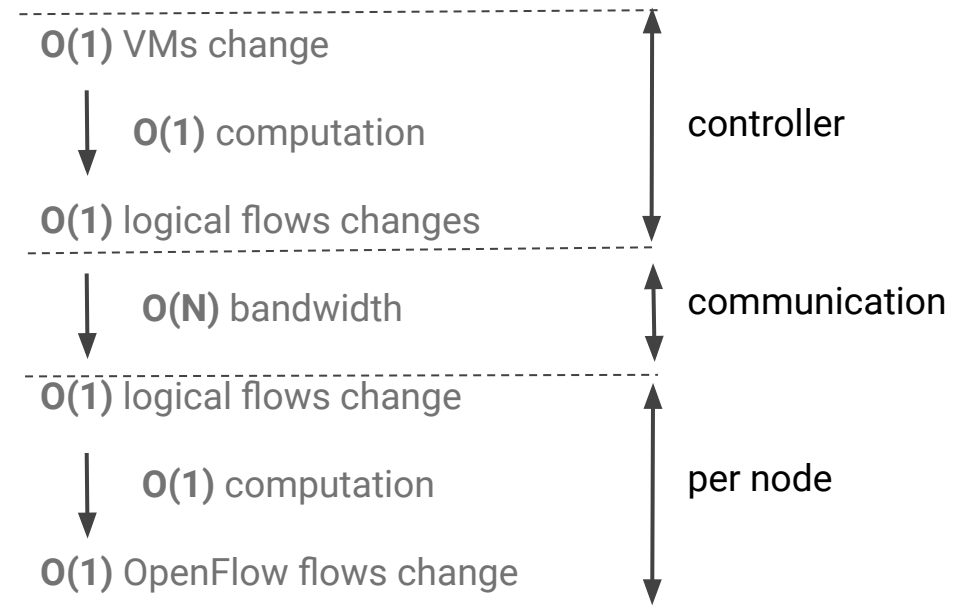 O(1) VMs change
O(1) computation
controller
O(1) logical flows changes
O(N) bandwidth
communication
O(1) logical flows change
O(1) computation
per node
O(1) OpenFlow flows change